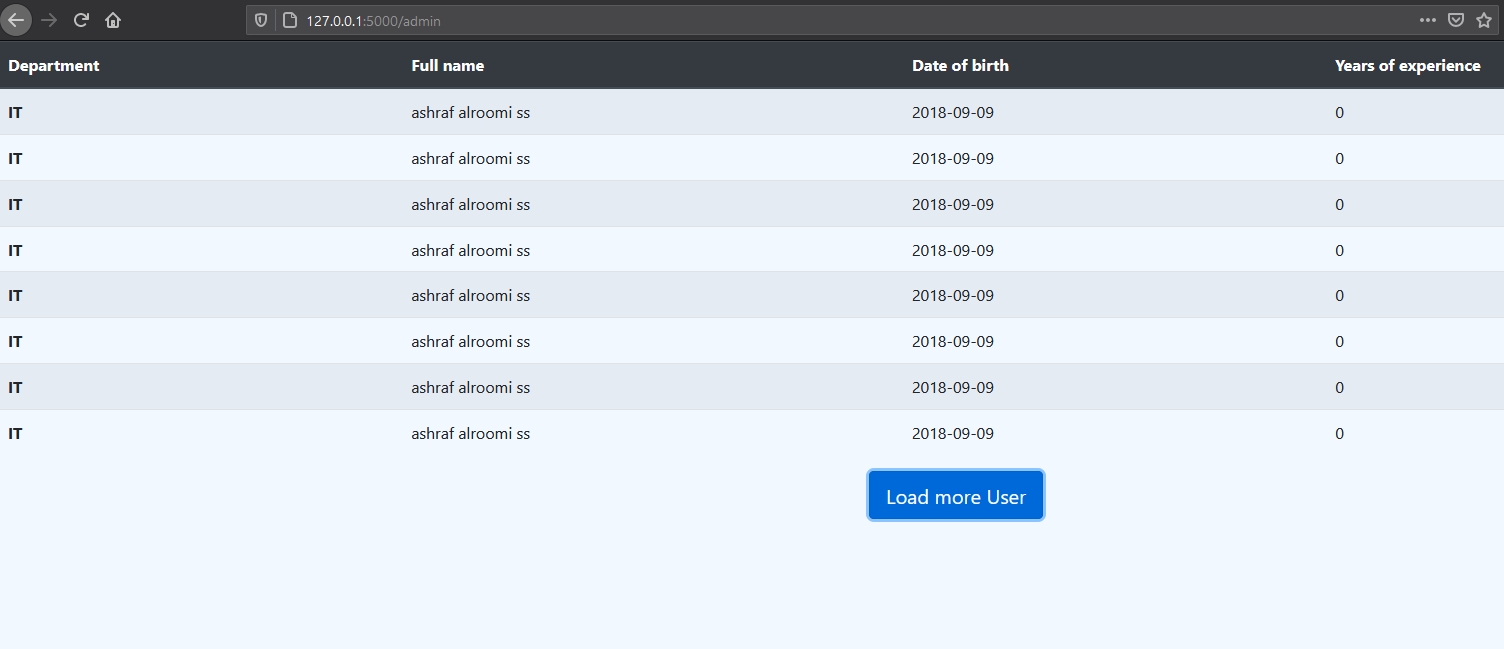 127.0.0.1:5000/admin
Department Full name Date of birth Years of experience
IT ashraf alroomi ss 2018-09-09 0
IT ashraf alroomi ss 2018-09-09 0
IT ashraf alroomi ss 2018-09-09 0
IT ashraf alroomi ss 2018-09-09 0
IT ashraf alroomi ss 2018-09-09 0
IT ashraf alroomi ss 2018-09-09 0
IT ashraf alroomi ss 2018-09-09 0
IT ashraf alroomi ss 2018-09-09 0
Load more User